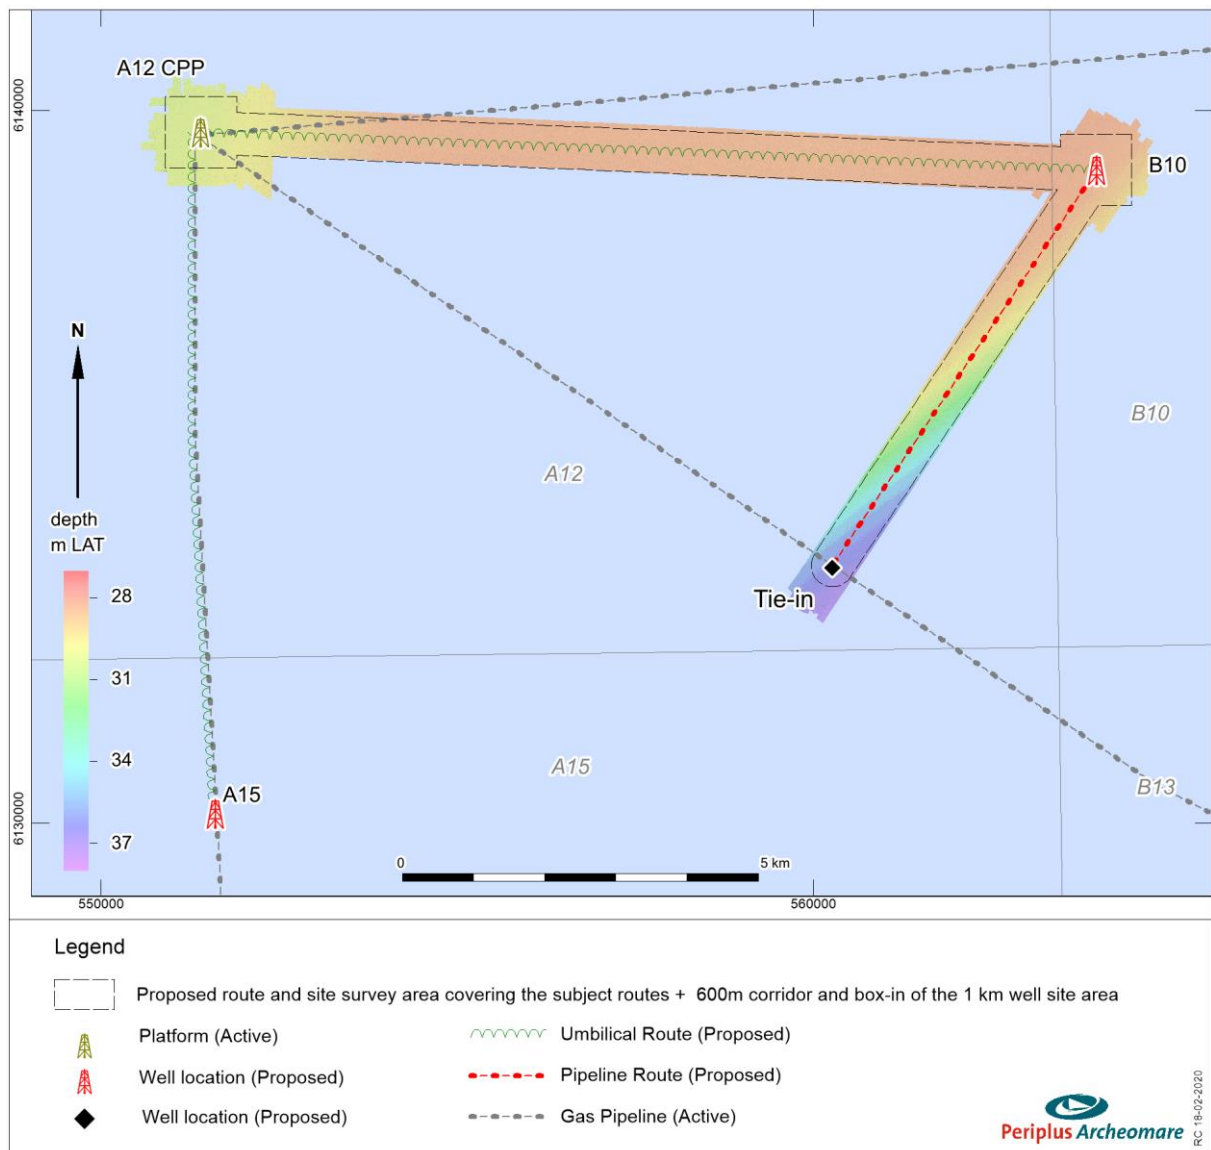 A12 CPP
6140000
B10
N
B10
A12
depth
m LAT
28
31
34
37
Tie-in
A15
B13
A15
6130000
0
5 km
550000
560000
Legend
Proposed route and site survey area covering the subject routes + 600m corridor and box-in of the 1 km well site area
Platform (Active)
Umbilical Route (Proposed)
Well location (Proposed)
Pipeline Route (Proposed)
Well location (Proposed)
Gas Pipeline (Active)
Periplus Archeomare
RC 18-02-2020